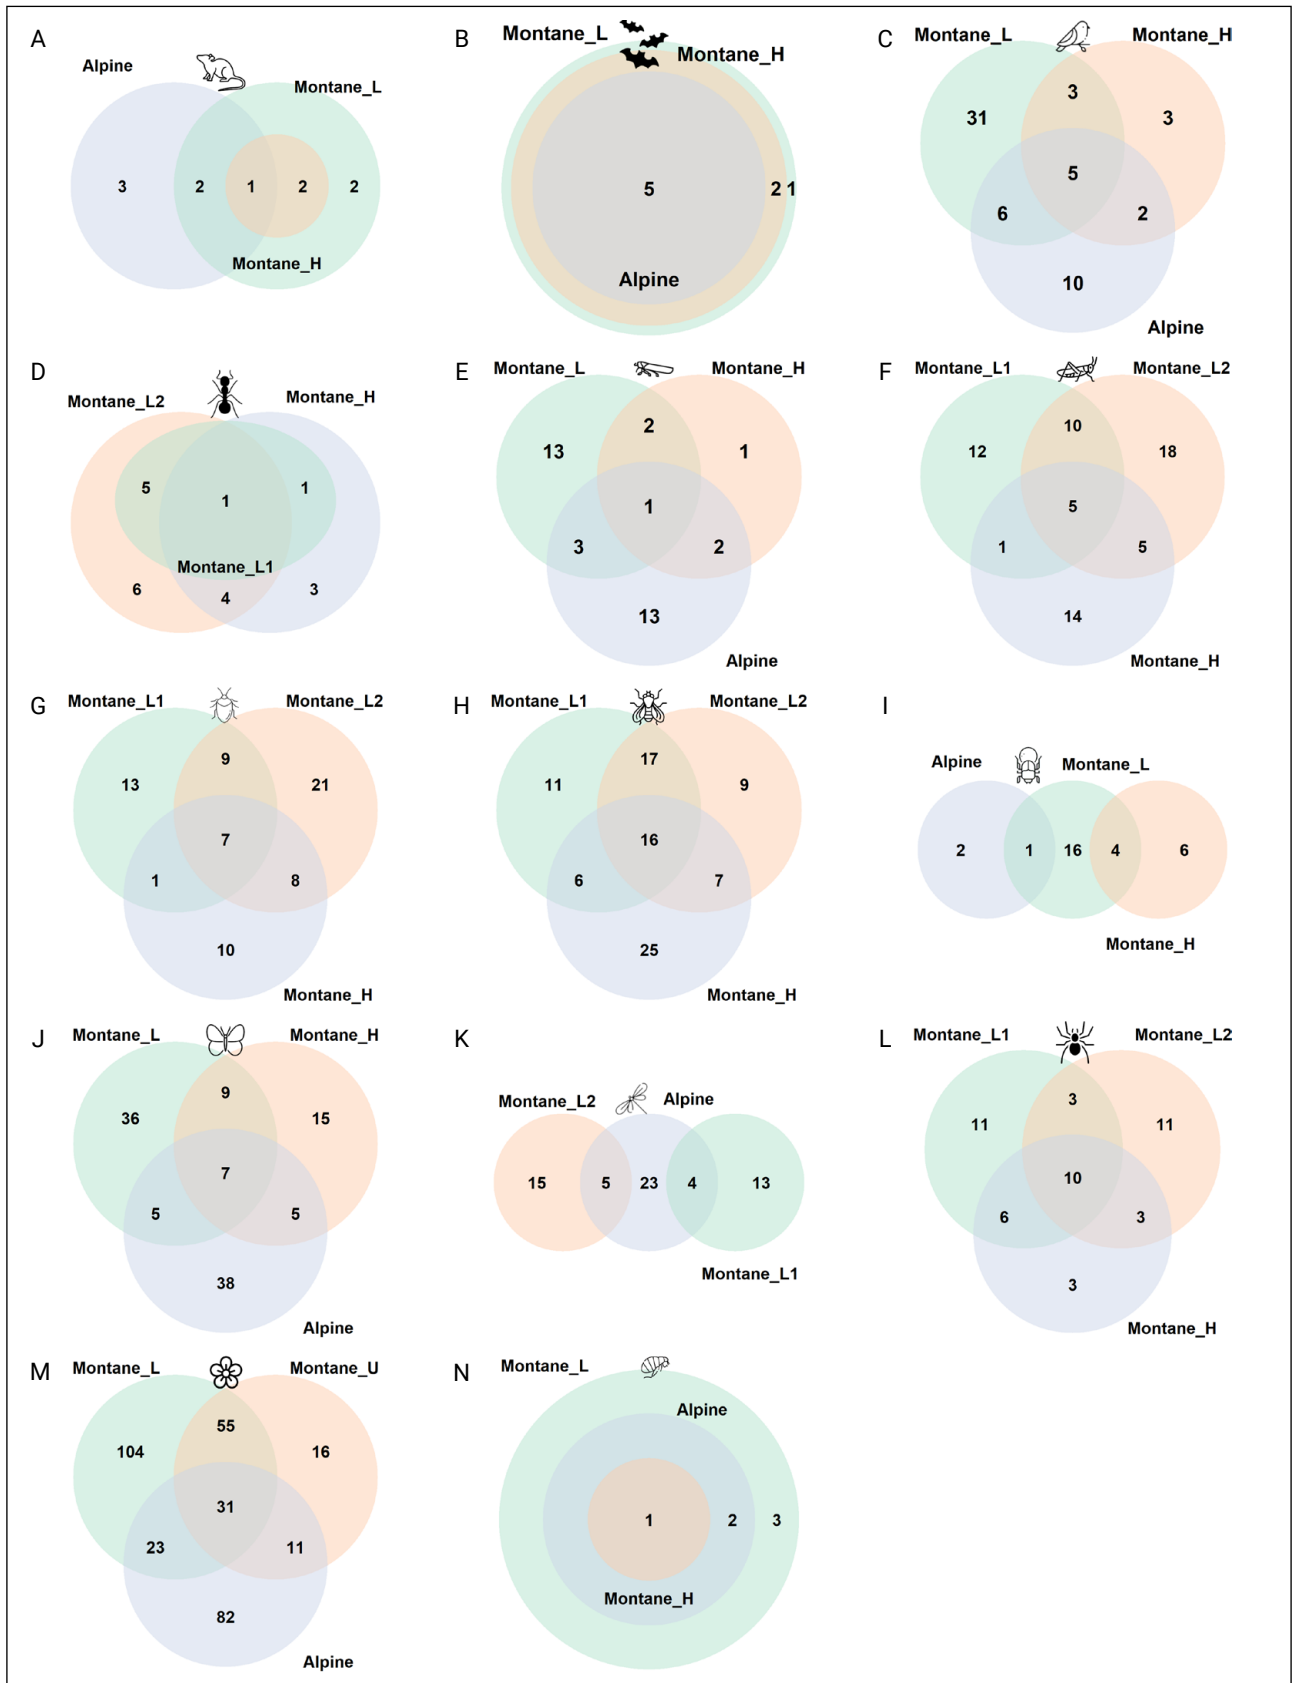 A
Alpine
Montane_L
3
2
1
2
2
Montane_H
B
Montane_L
Montane_H
5
2
1
Alpine
C
Montane_L
Montane_H
3
31
3
5
6
2
10
Alpine
D
Montane_L2
Montane_H
5
1
1
Montane_L1
6
4
3
E
Montane_L
Montane_H
2
13
1
1
3
2
13
Alpine
F
Montane_L1
Montane_L2
10
12
18
5
1
5
14
Montane_H
G
Montane_L1
Montane_L2
9
13
21
7
1
8
10
Montane_H
H
Montane_L1
Montane_L2
17
11
9
16
6
7
25
Montane_H
I
Alpine
Montane_L
2
1
16
4
6
Montane_H
J
Montane_L
Montane_H
9
36
15
7
5
5
38
Alpine
K
Montane_L2
Alpine
15
5
23
4
13
Montane_L1
L
Montane_L1
Montane_L2
3
11
11
10
6
3
3
Montane_H
M
Montane_L
Montane_U
55
104
16
31
23
11
82
Alpine
N
Montane_L
Alpine
1
2
3
Montane_H